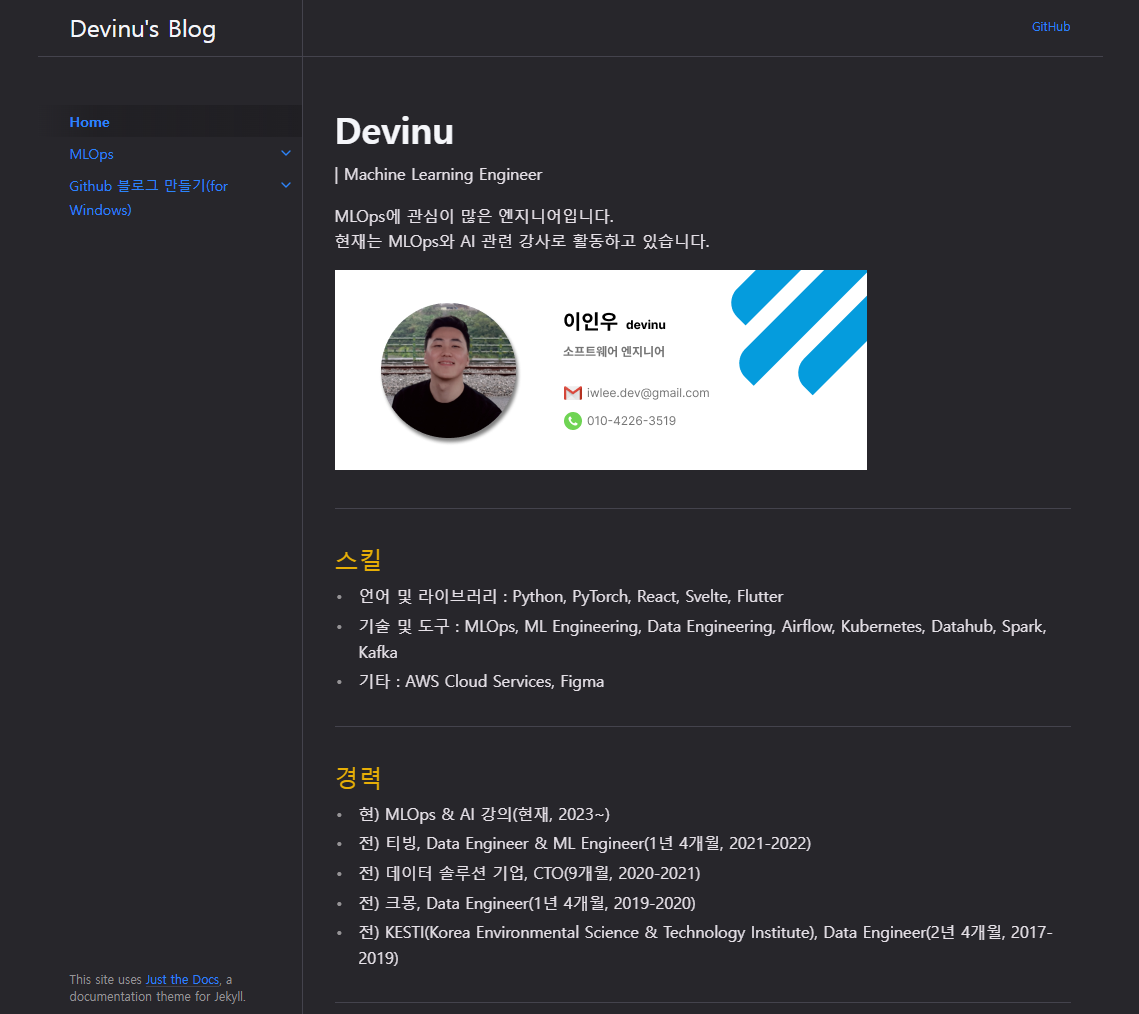 Devinu's Blog
GitHub
Home
MLOps
Github 블로그 만들기(for
Windows)
Devinu
| Machine Learning Engineer
MLOps에 관심이 많은 엔지니어입니다.
현재는 MLOps와 AI 관련 강사로 활동하고 있습니다.
이인우 devinu
소프트웨어 엔지니어
iwlee.dev@gmail.com
010-4226-3519
스킬
• 언어 및 라이브러리 : Python, PyTorch, React, Svelte, Flutter
• 기술 및 도구 : MLOps, ML Engineering, Data Engineering, Airflow, Kubernetes, Datahub, Spark,
Kafka
• 기타 : AWS Cloud Services, Figma
경력
• 현) MLOps & AI 강의(현재, 2023~)
• 전) 티빙, Data Engineer & ML Engineer(1년 4개월, 2021-2022)
• 전) 데이터 솔루션 기업, CTO(9개월, 2020-2021)
• 전) 크몽, Data Engineer(1년 4개월, 2019-2020)
• 전) KESTI(Korea Environmental Science & Technology Institute), Data Engineer(2년 4개월, 2017-
2019)
This site uses Just the Docs, a
documentation theme for Jekyll.